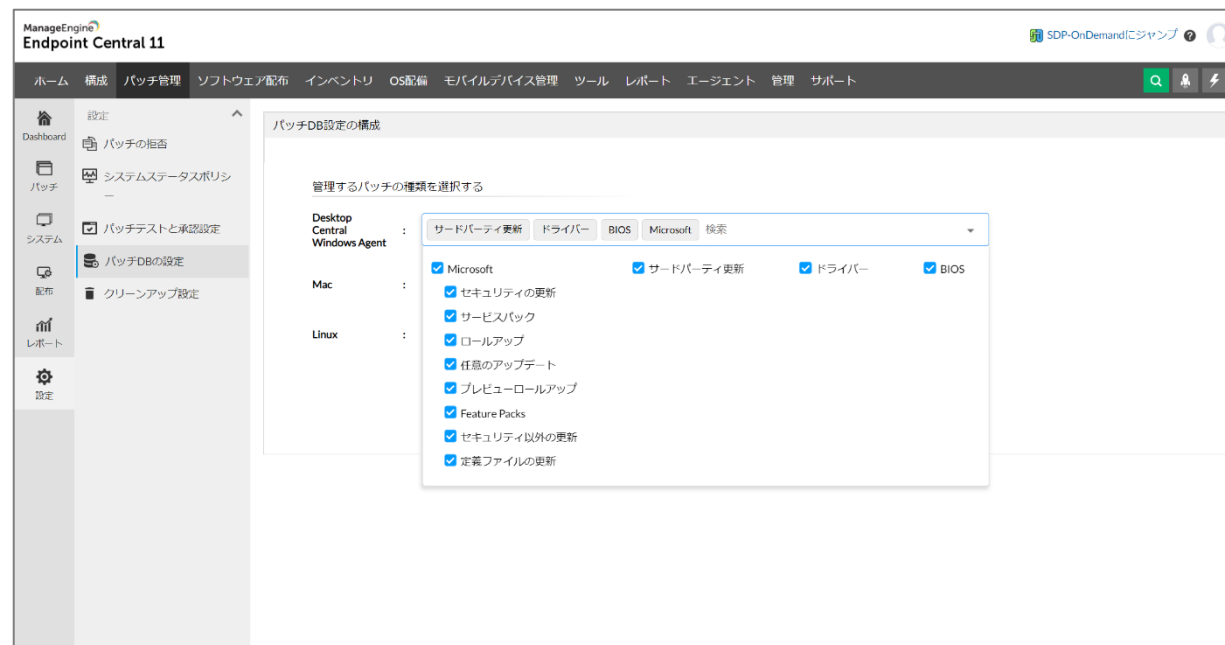 ManageEngine
Endpoint Central 11
SDP-OnDemandにジャンプ
ホーム 構成 パッチ管理 ソフトウェア配布 インベントリ OS配備 モバイルデバイス管理 ツール レポート エージェント 管理 サポート
Dashboard
パッチ
システム
配布
レポート
設定
設定
パッチの拒否
システムステータスポリシ
ー
パッチテストと承認設定
パッチDBの設定
クリーンアップ設定
パッチDB設定の構成
管理するパッチの種類を選択する
Desktop
Central
Windows Agent
:
サードパーティ更新 ドライバー BIOS Microsoft 検索
Microsoft サードパーティ更新 ドライバー BIOS
セキュリティの更新
サービスパック
ロールアップ
任意のアップデート
プレビューロールアップ
Feature Packs
セキュリティ以外の更新
定義ファイルの更新
Mac :
Linux :